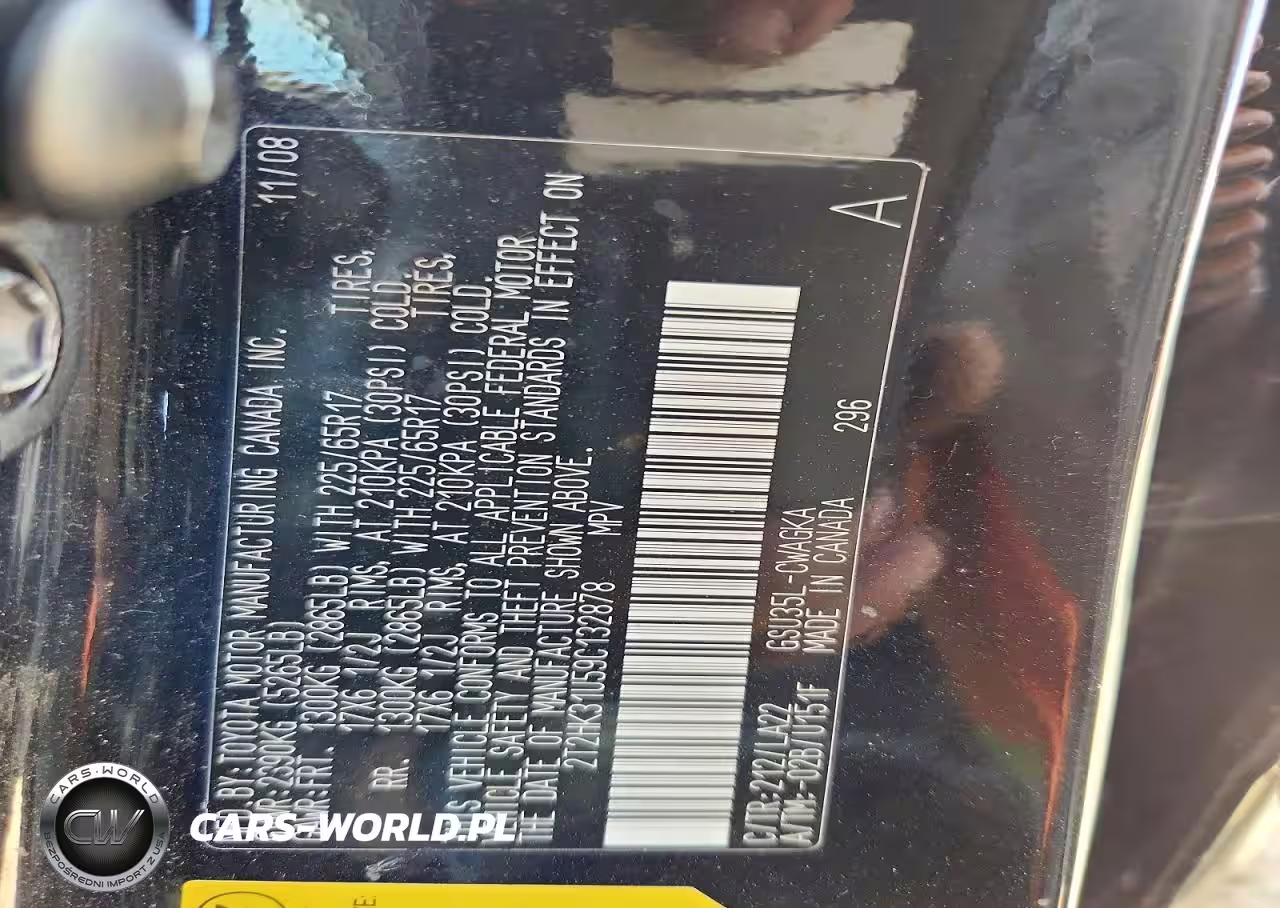 BY:TOYOTA MOTOR MANUFACTURING CANADA INC. 11/08
2390KG (5265LB)
FRT. 1300KG (2865LB) WITH 225/65R17 TIRES,
17X6 1/2J RIMS, AT 210KPA (30PSI) COLD.
RR. 1300KG (2865LB) WITH 225/65R17 TIRES,
17X6 1/2J RIMS, AT 210KPA (30PSI) COLD.
THIS VEHICLE CONFORMS TO ALL APPLICABLE FEDERAL MOTOR
VEHICLE SAFETY AND THEFT PREVENTION STANDARDS IN EFFECT ON
THE DATE OF MANUFACTURE SHOWN ABOVE.
2T2HK31U59C132878 MPV
C/TR:212/LA22 GSU35L-CWAGKA
A/TM:-02B/U151F MADE IN CANADA 296 A
CARS-WORLD
CW
BEZPOŚREDNI IMPORT Z USA
CARS-WORLD.PL